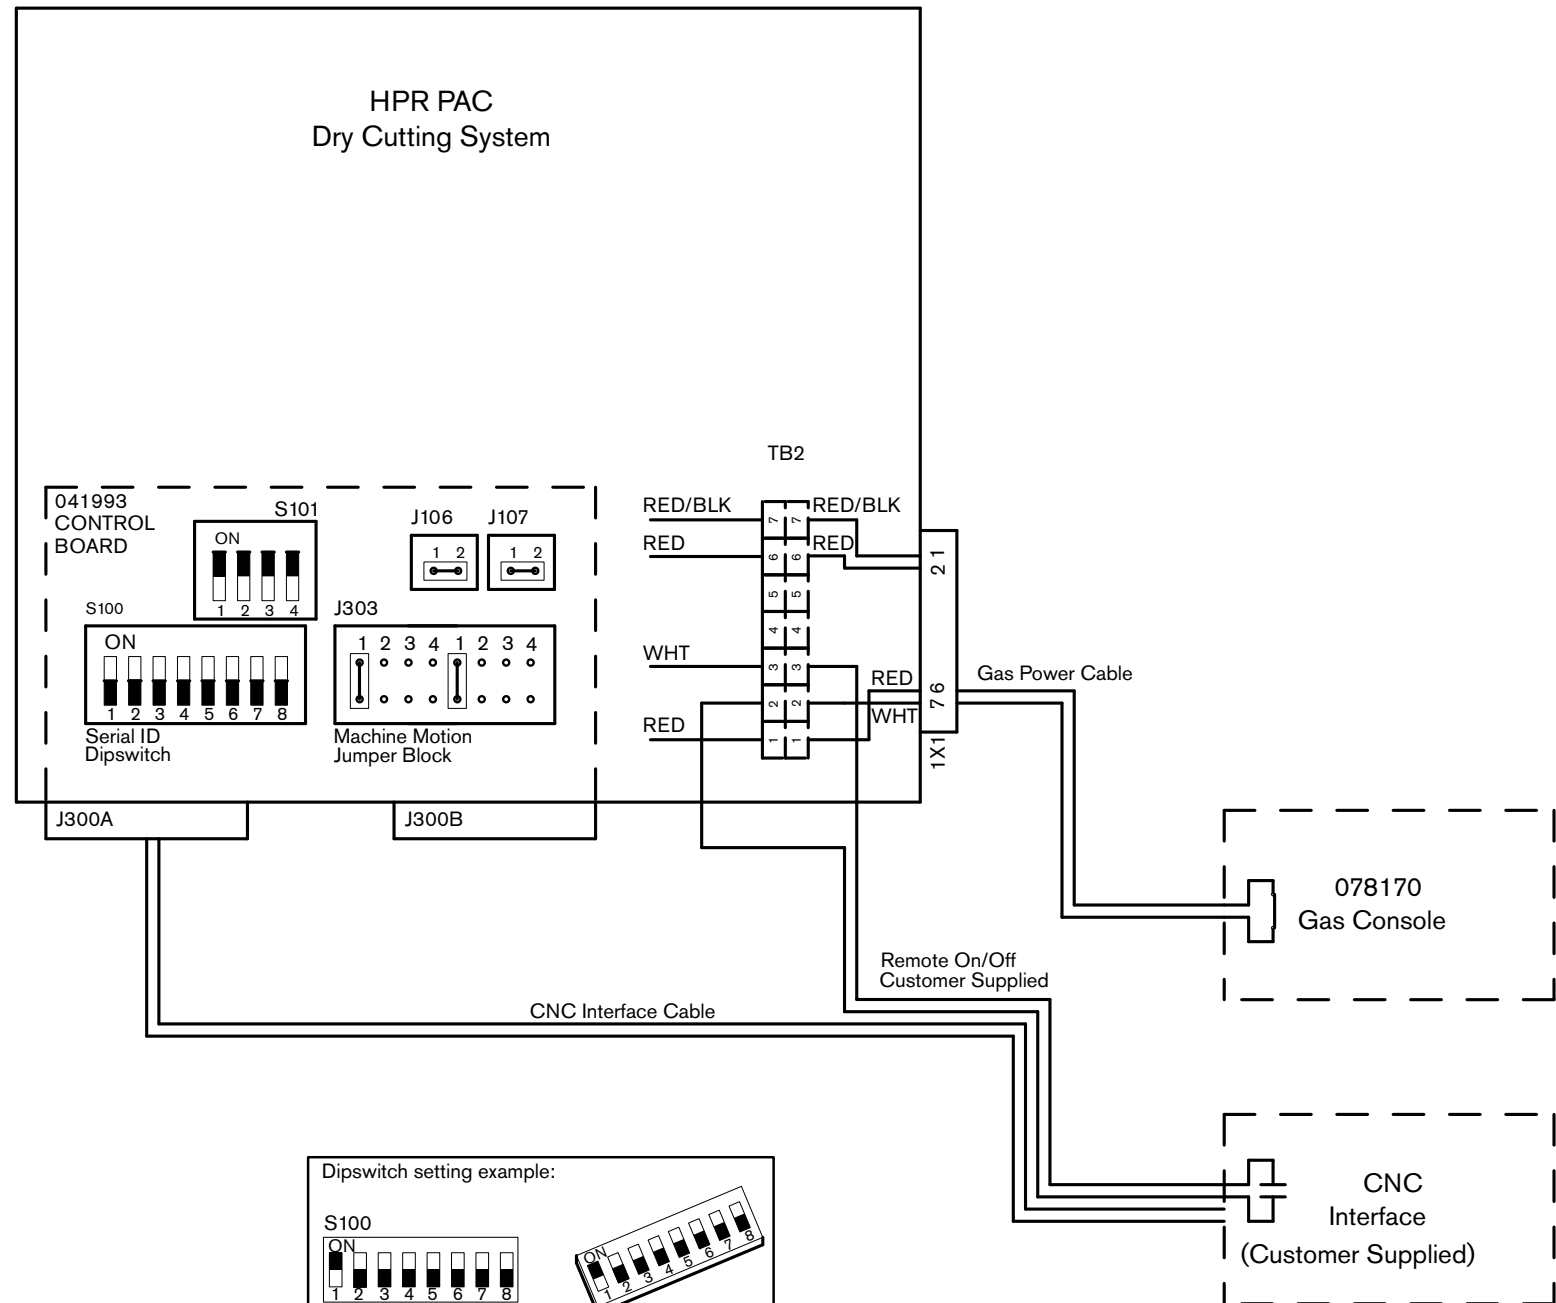 HPR PAC
Dry Cutting System
TB2
041993
CONTROL
BOARD
S101
ON
1 2 3 4
J106
1 2
J107
1 2
S100
ON
1 2 3 4 5 6 7 8
Serial ID
Dipswitch
J303
1 2 3 4 1 2 3 4
Machine Motion
Jumper Block
RED/BLK
7 7
RED/BLK
RED
6 6
RED
5 5
4 4
WHT
3 3
2 2
RED
1 1
RED
WHT
2 1
7 6
1X1
Gas Power Cable
J300A
J300B
078170
Gas Console
Remote On/Off
Customer Supplied
CNC Interface Cable
CNC
Interface
(Customer Supplied)
Dipswitch setting example:
S100
ON
1 2 3 4 5 6 7 8
ON
1 2 3 4 5 6 7 8